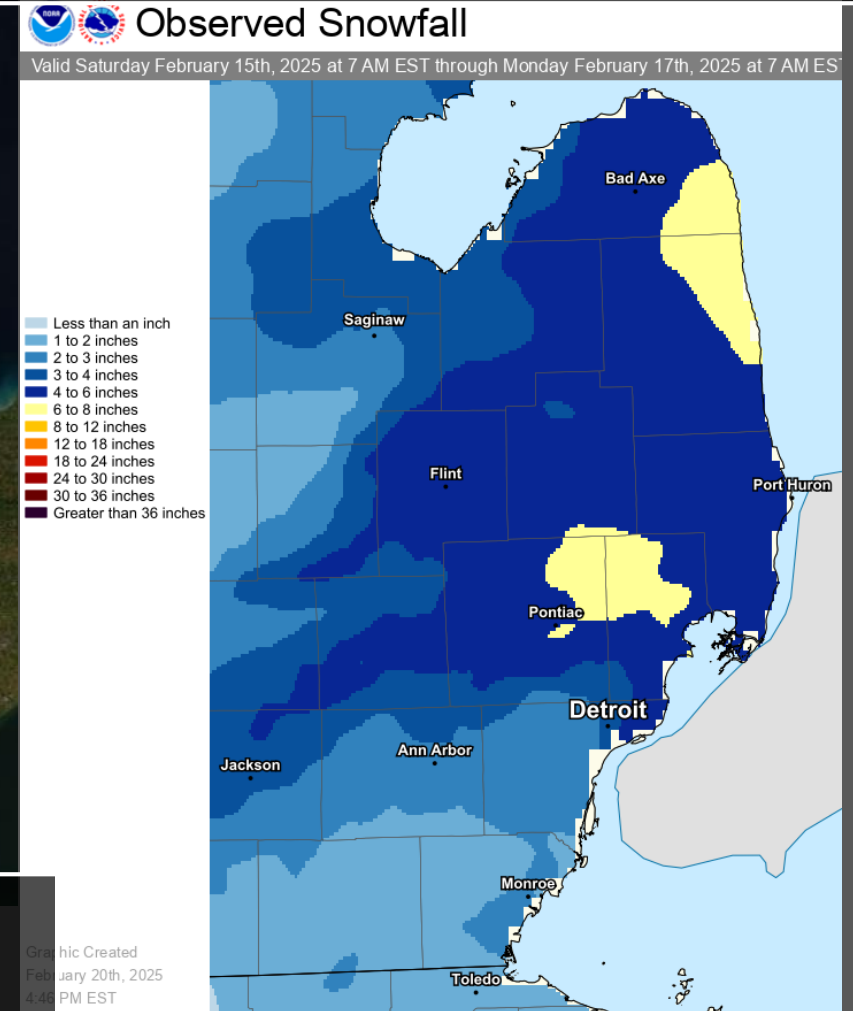 NOAA
Observed Snowfall
Valid Saturday February 15th, 2025 at 7 AM EST through Monday February 17th, 2025 at 7 AM EST
Bad Axe
Saginaw
Less than an inch
1 to 2 inches
2 to 3 inches
3 to 4 inches
4 to 6 inches
6 to 8 inches
8 to 12 inches
12 to 18 inches
18 to 24 inches
24 to 30 inches
30 to 36 inches
Greater than 36 inches
Flint
Port Huron
Pontiac
Detroit
Ann Arbor
Jackson
Monroe
Toledo
Graphic Created
February 20th, 2025
4:46 PM EST